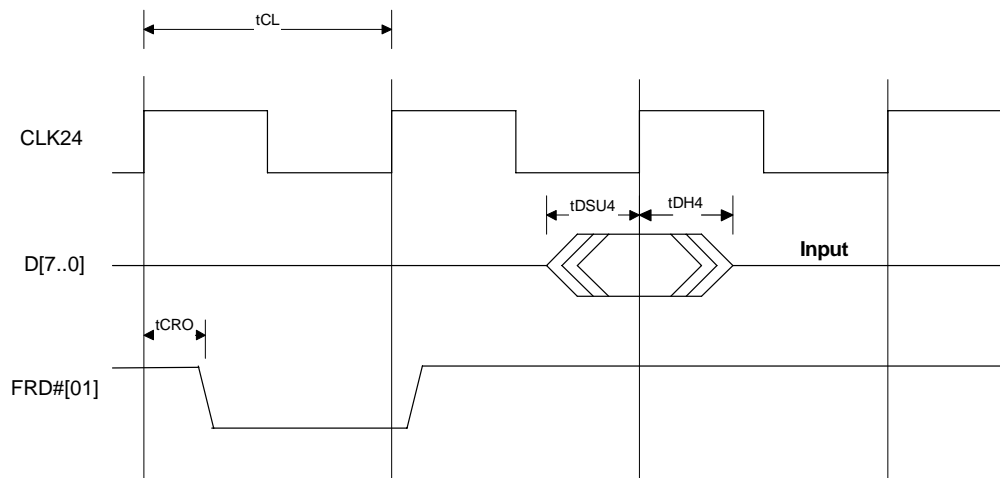 tCL
CLK24
tDSU4
tDH4
D[7..0]
Input
tCRO
FRD#[01]